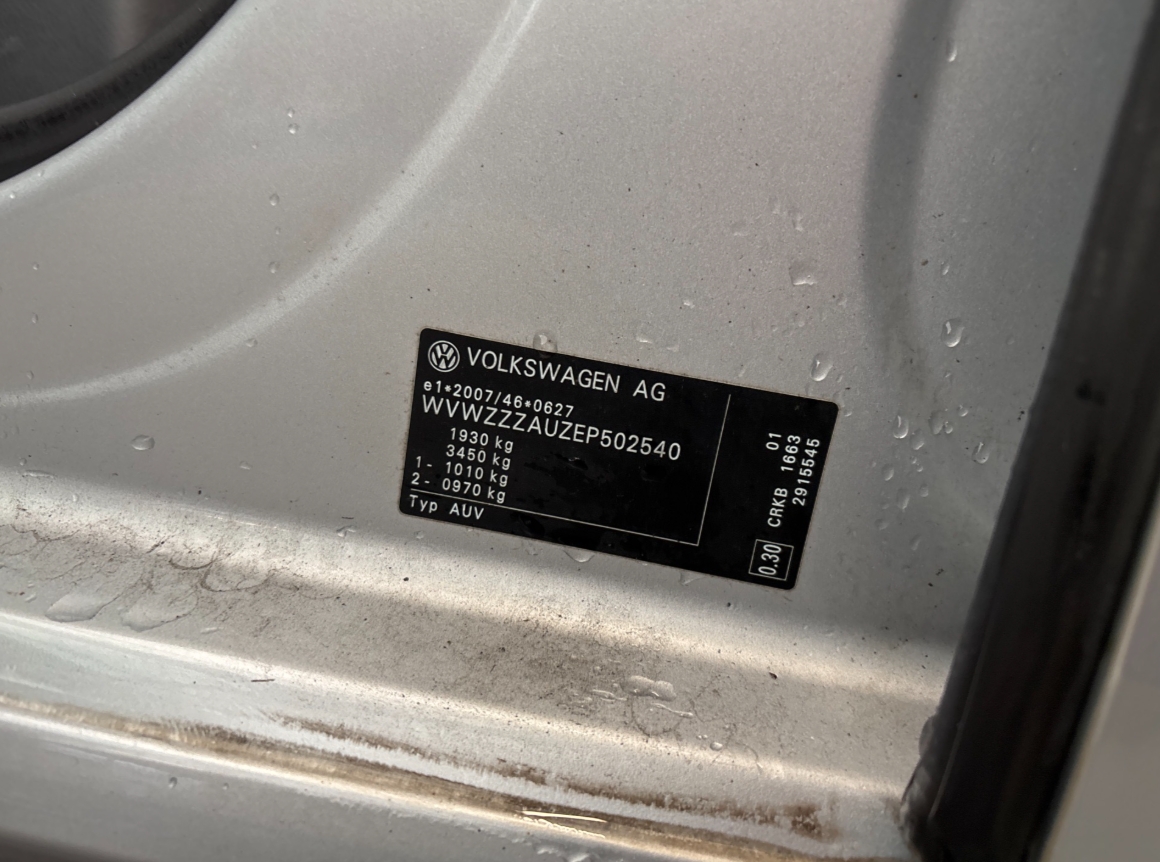 VOLKSWAGEN AG
e1*2007/46*0627
WVWZZZAUZEP502540
1930 kg
3450 kg
1- 1010 kg
2- 0970 kg
Typ AUV
0.30
CRKB 1663 01
2915545